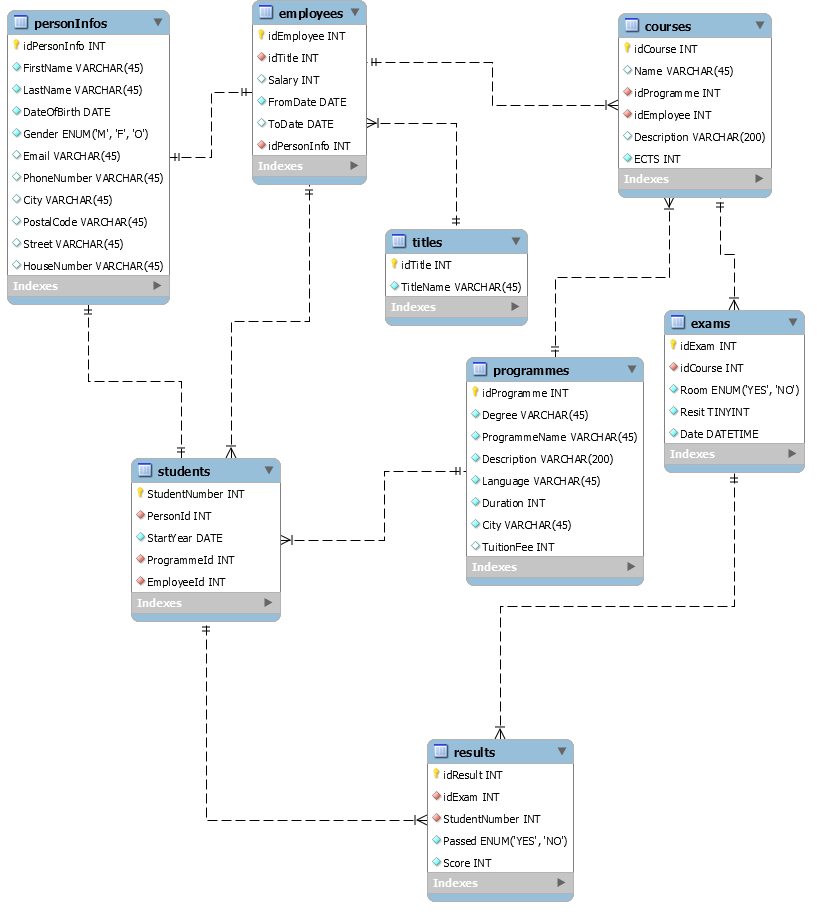 personInfos
idPersonInfo INT
FirstName VARCHAR(45)
LastName VARCHAR(45)
DateOfBirth DATE
Gender ENUM('M', 'F', 'O')
Email VARCHAR(45)
PhoneNumber VARCHAR(45)
City VARCHAR(45)
PostalCode VARCHAR(45)
Street VARCHAR(45)
HouseNumber VARCHAR(45)
Indexes
employees
idEmployee INT
idTitle INT
Salary INT
FromDate DATE
ToDate DATE
idPersonInfo INT
Indexes
courses
idCourse INT
Name VARCHAR(45)
idProgramme INT
idEmployee INT
Description VARCHAR(200)
ECTS INT
Indexes
titles
idTitle INT
TitleName VARCHAR(45)
Indexes
exams
idExam INT
idCourse INT
Room ENUM('YES', 'NO')
Resit TINYINT
Date DATETIME
Indexes
programmes
idProgramme INT
Degree VARCHAR(45)
ProgrammeName VARCHAR(45)
Description VARCHAR(200)
Language VARCHAR(45)
Duration INT
City VARCHAR(45)
TuitionFee INT
Indexes
students
StudentNumber INT
PersonId INT
StartYear DATE
ProgrammeId INT
EmployeeId INT
Indexes
results
idResult INT
idExam INT
StudentNumber INT
Passed ENUM('YES', 'NO')
Score INT
Indexes